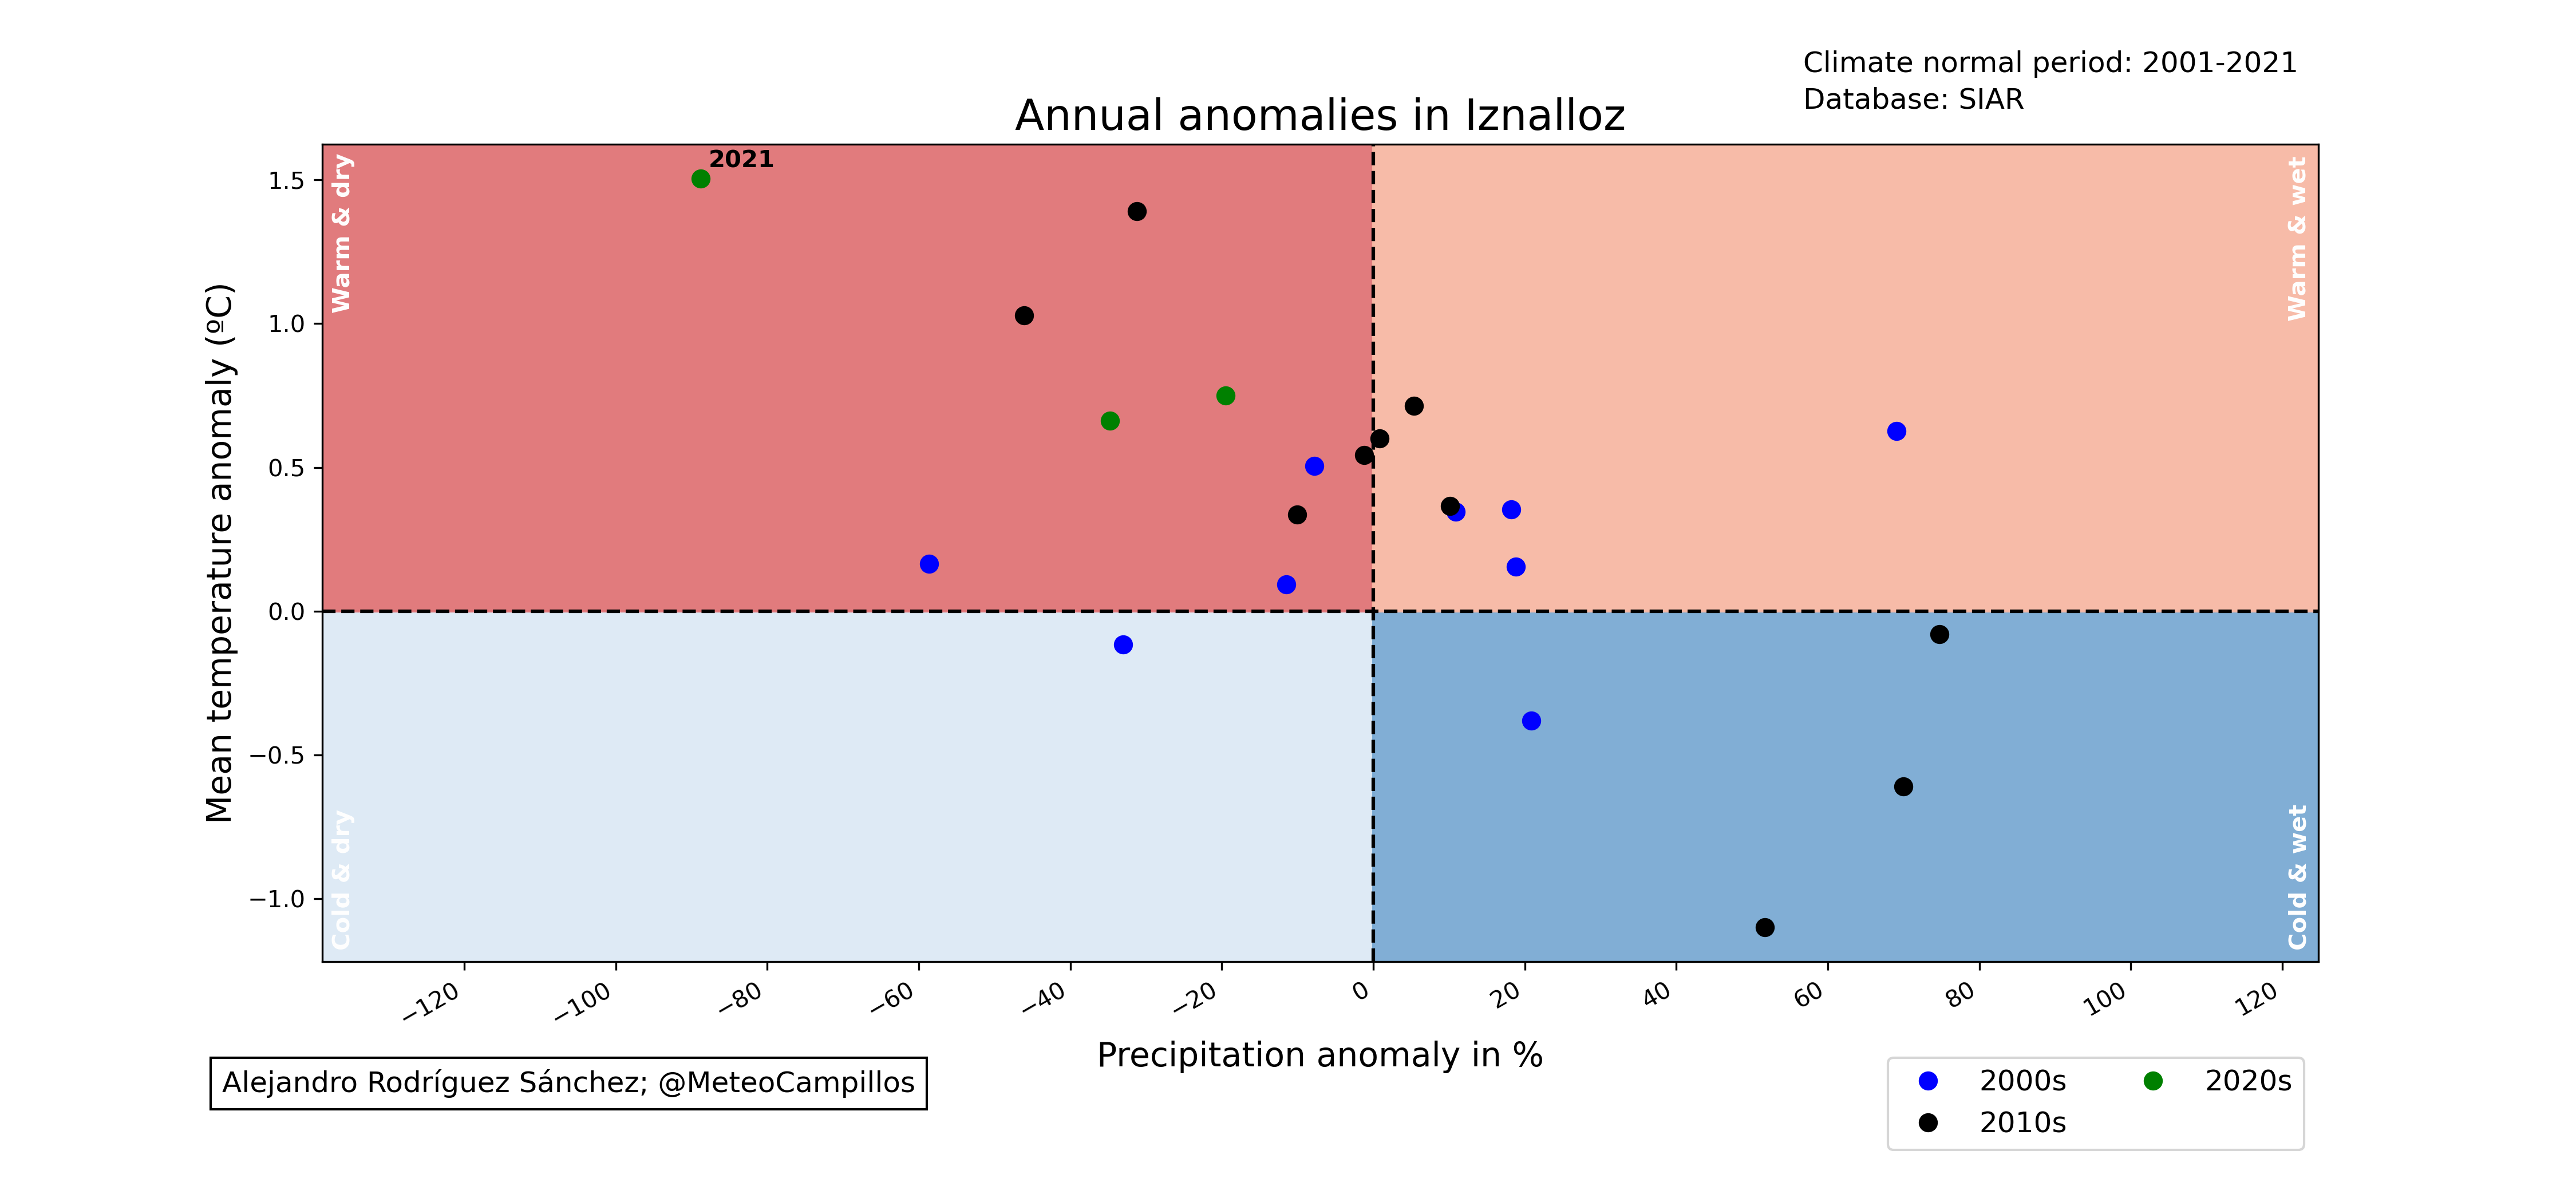 Climate normal period: 2001-2021
Database: SIAR
Annual anomalies in Iznalloz
2021
Warm & dry
Warm & wet
Cold & dry
Cold & wet
Mean temperature anomaly (ºC)
1.5
1.0
0.5
0.0
−0.5
−1.0
−120
−100
−80
−60
−40
−20
0
20
40
60
80
100
120
Precipitation anomaly in %
Alejandro Rodríguez Sánchez; @MeteoCampillos
2000s
2010s
2020s